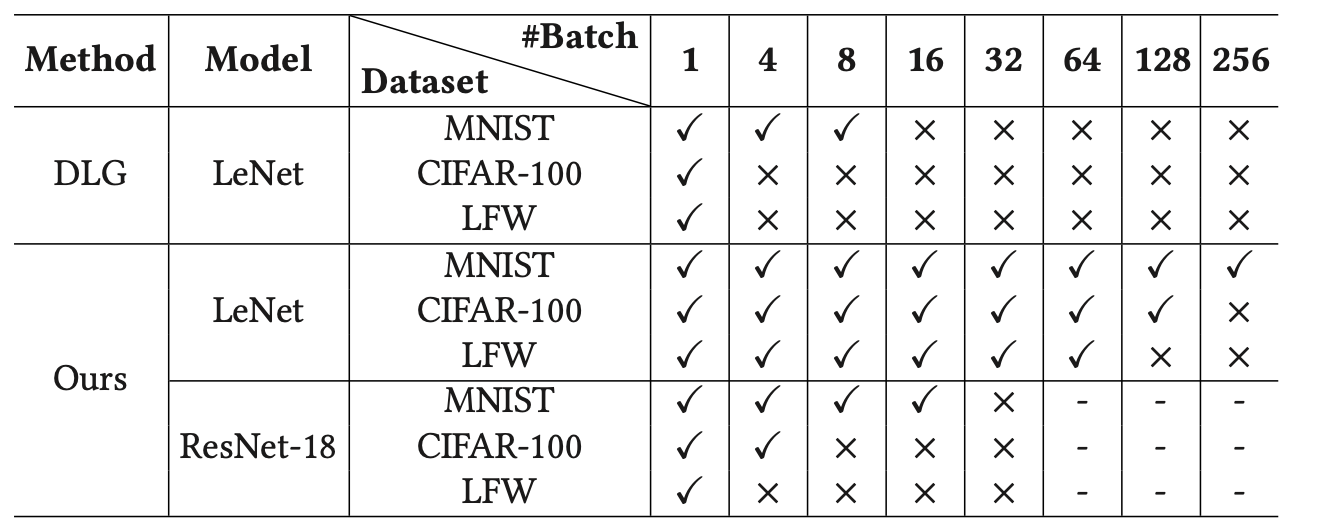 Method Model #Batch Dataset 1 4 8 16 32 64 128 256
MNIST ✓ ✓ ✓ × × × × ×
DLG LeNet CIFAR-100 ✓ × × × × × × ×
LFW ✓ × × × × × × ×
MNIST ✓ ✓ ✓ ✓ ✓ ✓ ✓ ✓
LeNet CIFAR-100 ✓ ✓ ✓ ✓ ✓ ✓ ✓ ×
LFW ✓ ✓ ✓ ✓ ✓ ✓ × ×
Ours
MNIST ✓ ✓ ✓ ✓ × - - -
ResNet-18 CIFAR-100 ✓ ✓ × × × - - -
LFW ✓ × × × × - - -